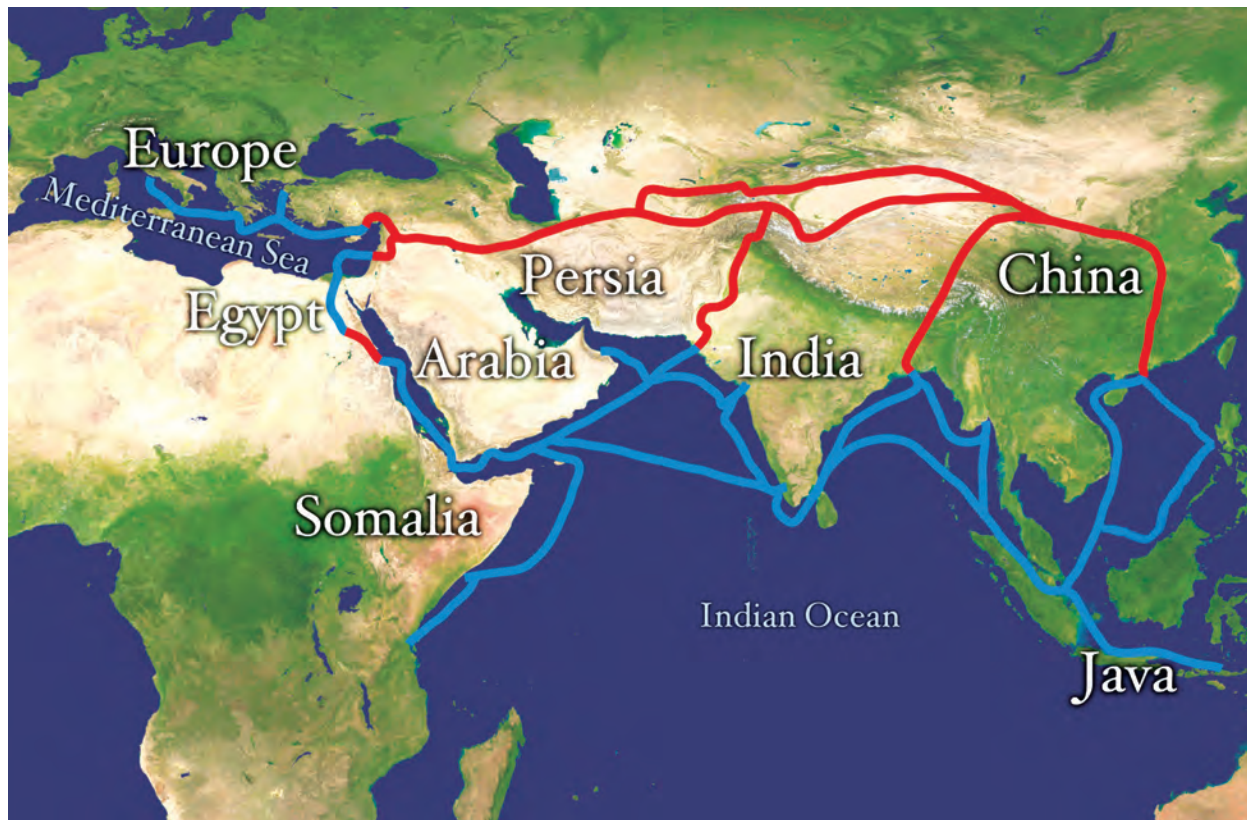 Europe
Mediterranean Sea
Egypt
Arabia
Persia
India
China
Somalia
Indian Ocean
Java